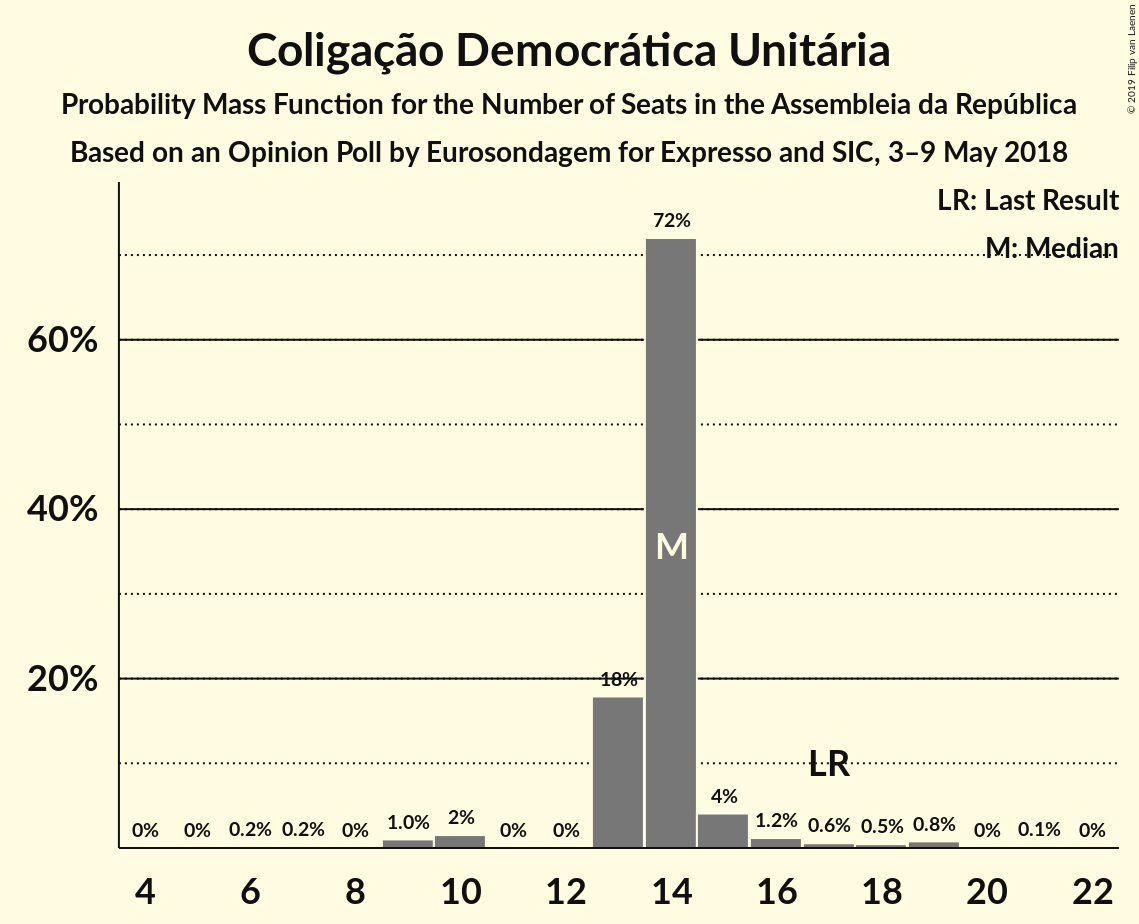 Coligação Democrática Unitária
Probability Mass Function for the Number of Seats in the Assembleia da República
Based on an Opinion Poll by Eurosondagem for Expresso and SIC, 3–9 May 2018
© 2019 Filip van Laenen
LR: Last Result
M: Median
60%
40%
20%
0% 0% 0.2% 0.2% 0% 1.0% 2% 0% 0% 18% 72% 4% 1.2% 0.6% 0.5% 0.8% 0% 0.1% 0%
M
LR
4 6 8 10 12 14 16 18 20 22